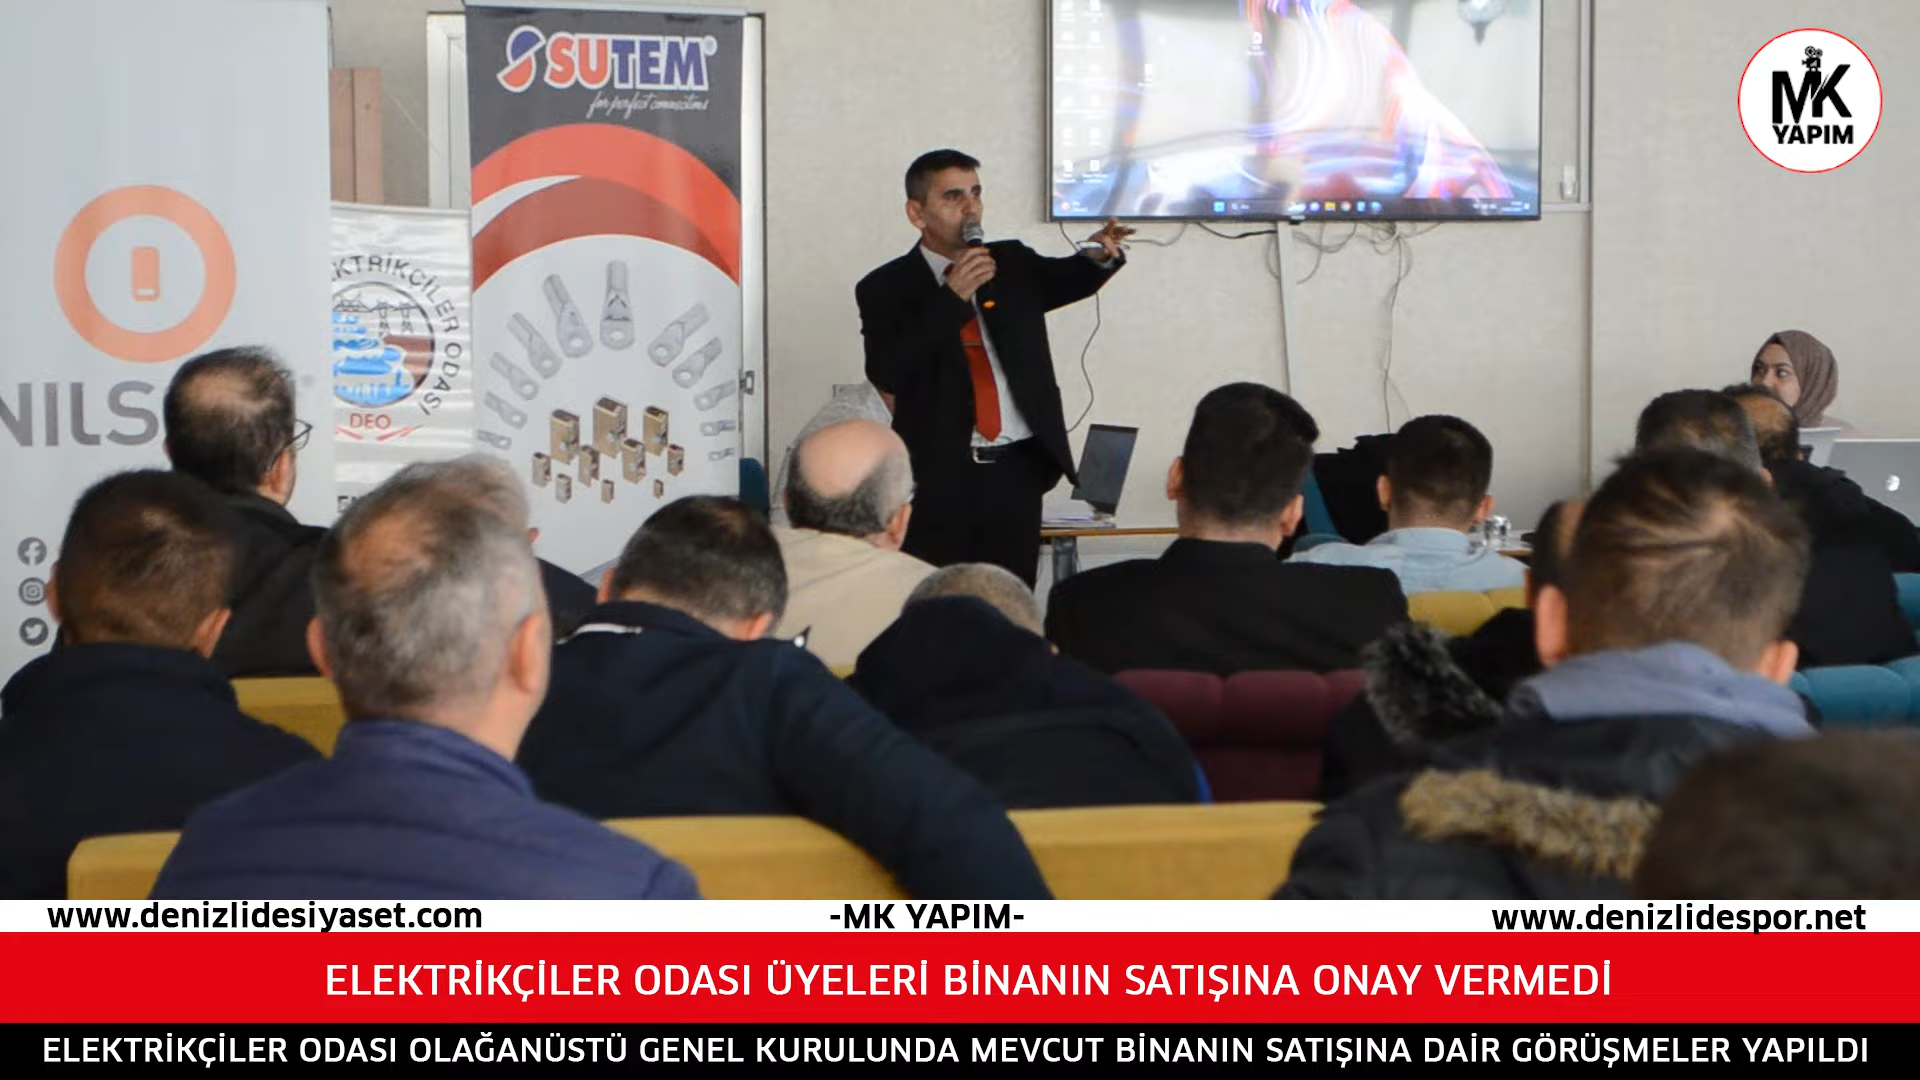 SUTEM®
for perfect connections
MK
YAPIM
EKTRİKÇİLER ODASI
DEO
NILS
www.denizlidesiyaset.com
-MK YAPIM-
www.denizlidespor.net
ELEKTRİKÇİLER ODASI ÜYELERİ BİNANIN SATIŞINA ONAY VERMEDİ
ELEKTRİKÇİLER ODASI OLAĞANÜSTÜ GENEL KURULUNDA MEVCUT BİNANIN SATIŞINA DAİR GÖRÜŞMELER YAPILDI